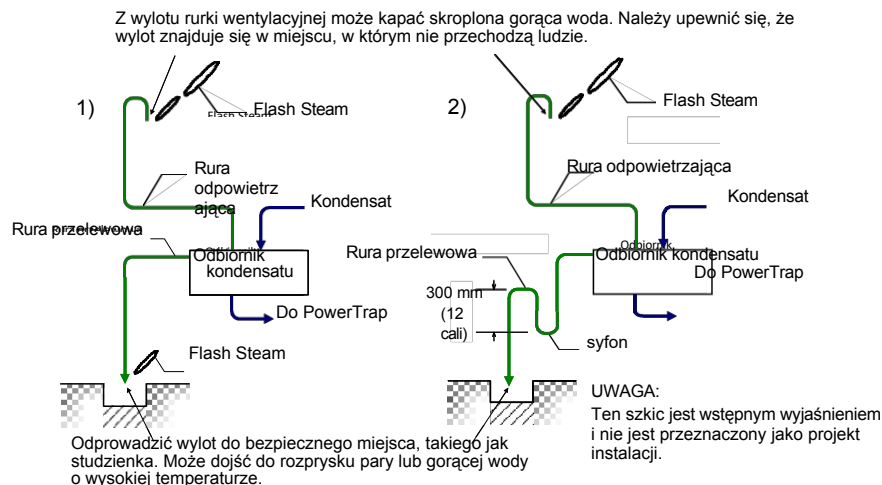 Z wylotu rurki wentylacyjnej może kapać skroplona gorąca woda. Należy upewnić się, że
wylot znajduje się w miejscu, w którym nie przechodzą ludzie.
1)
Flash Steam
Flash Steam
Rura
odpowietrz
ająca
Kondensat
Rura przelewowa
Odbiornik
kondensatu
Do PowerTrap
Flash Steam
2)
Flash Steam
Rura odpowietrzająca
Kondensat
Rura przelewowa
Odbiornik
Odbiornik kondensatu
Do PowerTrap
300 mm
(12
cali)
syfon
UWAGA:
Ten szkic jest wstępnym wyjaśnieniem
i nie jest przeznaczony jako projekt
instalacji.
Odprowadzić wylot do bezpiecznego miejsca, takiego jak
studzienka. Może dojść do rozprysku pary lub gorącej wody
o wysokiej temperaturze.